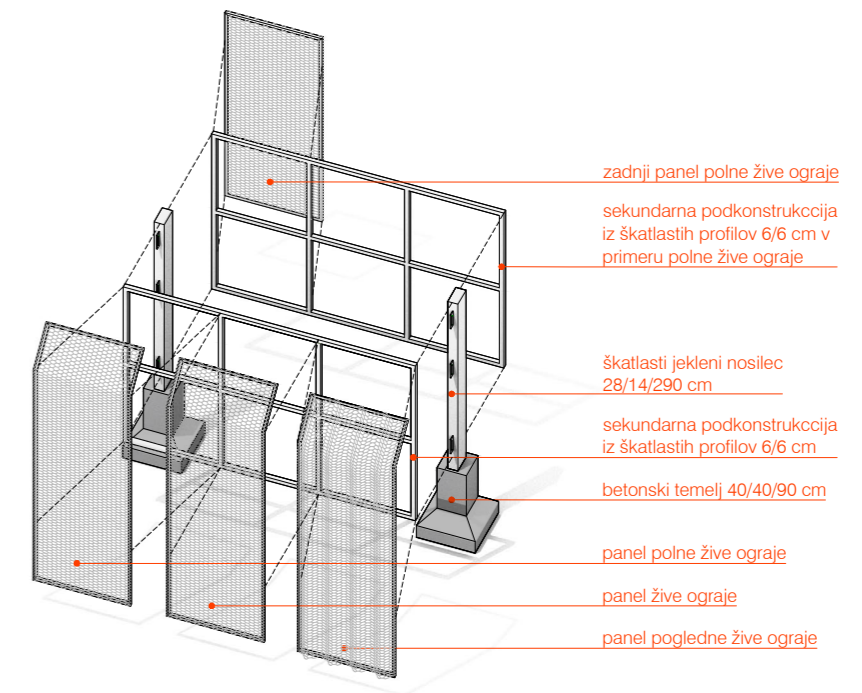 zadnji panel polne žive ograje
sekundarna podkonstrukccija
iz škatlastih profilov 6/6 cm v
primeru polne žive ograje
škatlasti jekleni nosilec
28/14/290 cm
sekundarna podkonstrukccija
iz škatlastih profilov 6/6 cm
betonski temelj 40/40/90 cm
panel polne žive ograje
panel žive ograje
panel pogledne žive ograje